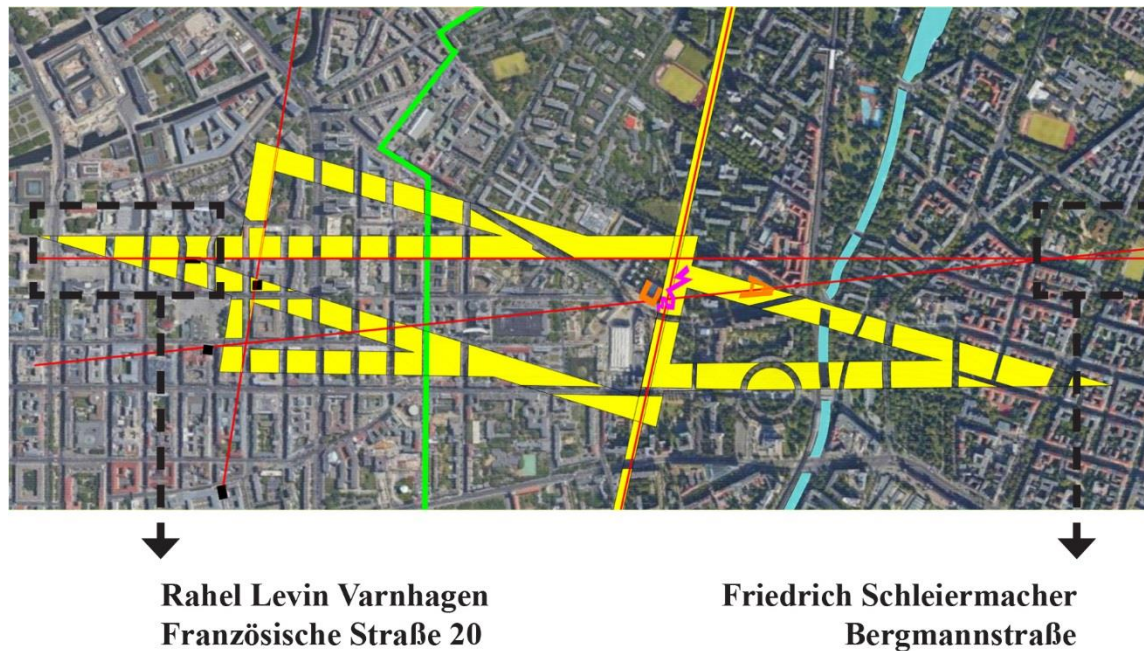 Rahel Levin Varnhagen
Französische Straße 20
Friedrich Schleiermacher
Bergmannstraße